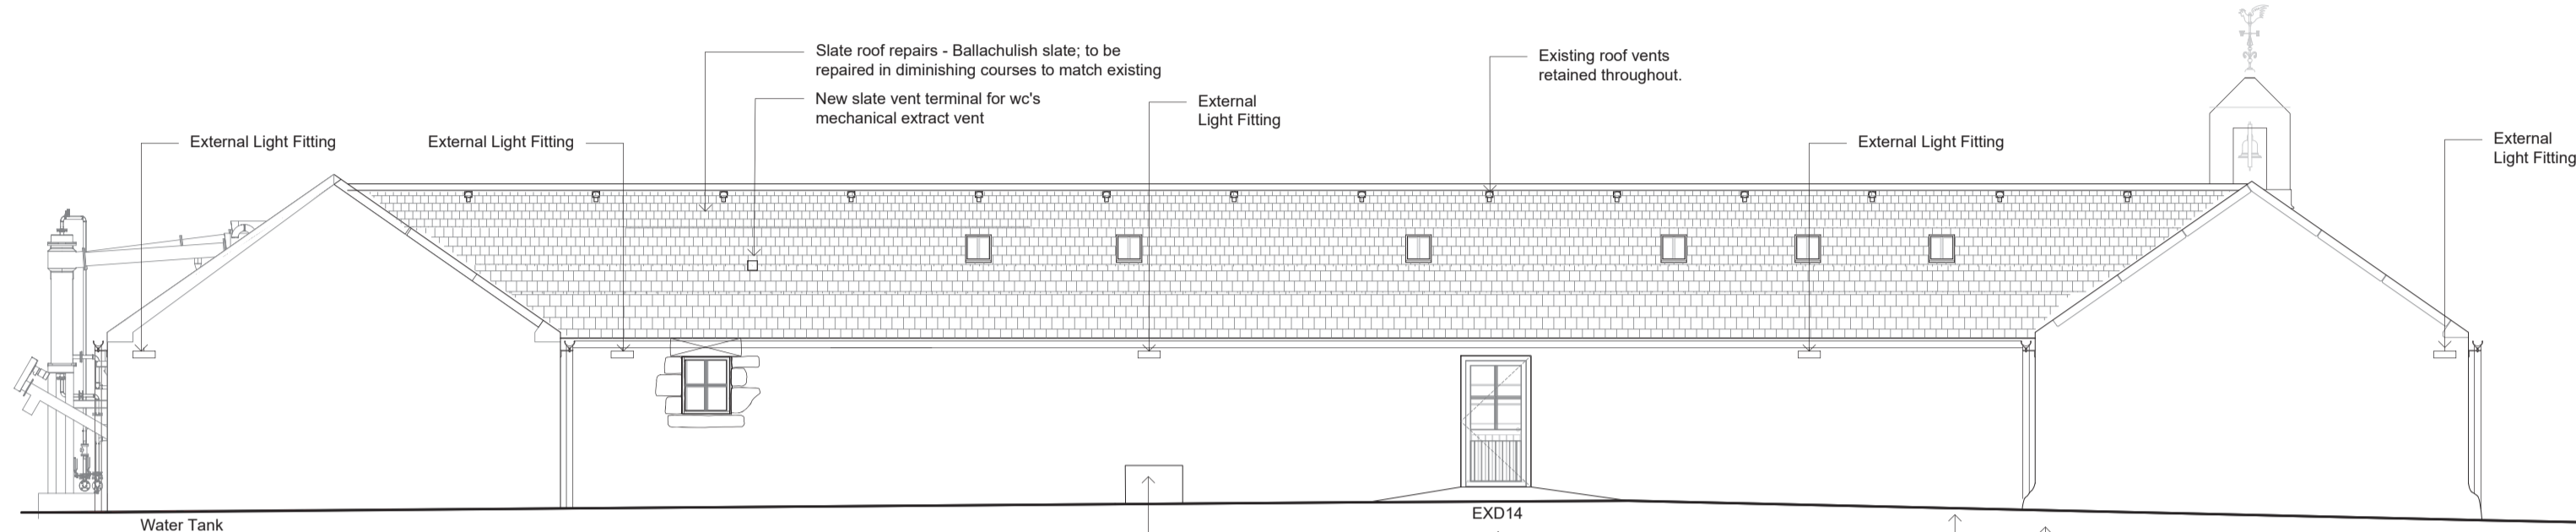 Slate roof repairs - Ballachulish slate; to be
repaired in diminishing courses to match existing
New slate vent terminal for wc's
mechanical extract vent
Existing roof vents
retained throughout.
External
Light Fitting
External Light Fitting
External Light Fitting
External Light Fitting
External
Light Fitting
EXD14
Water Tank